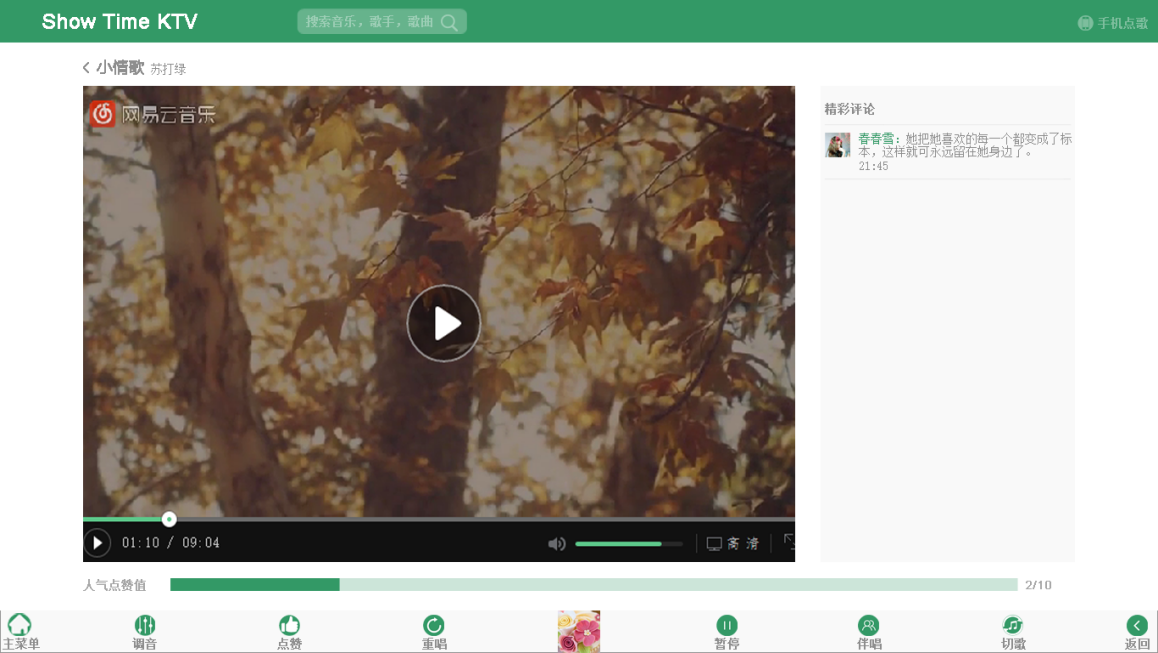 Show Time KTV
搜索音乐，歌手，歌曲
手机点歌
小情歌 苏打绿
网易云音乐
精彩评论
春春雪：她把她喜欢的每一个都变成了标
本，这样就可永远留在她身边了。
21:45
01:10 / 09:04
高清
人气点赞值
2/10
主菜单
调音
点赞
重唱
暂停
伴唱
切歌
返回